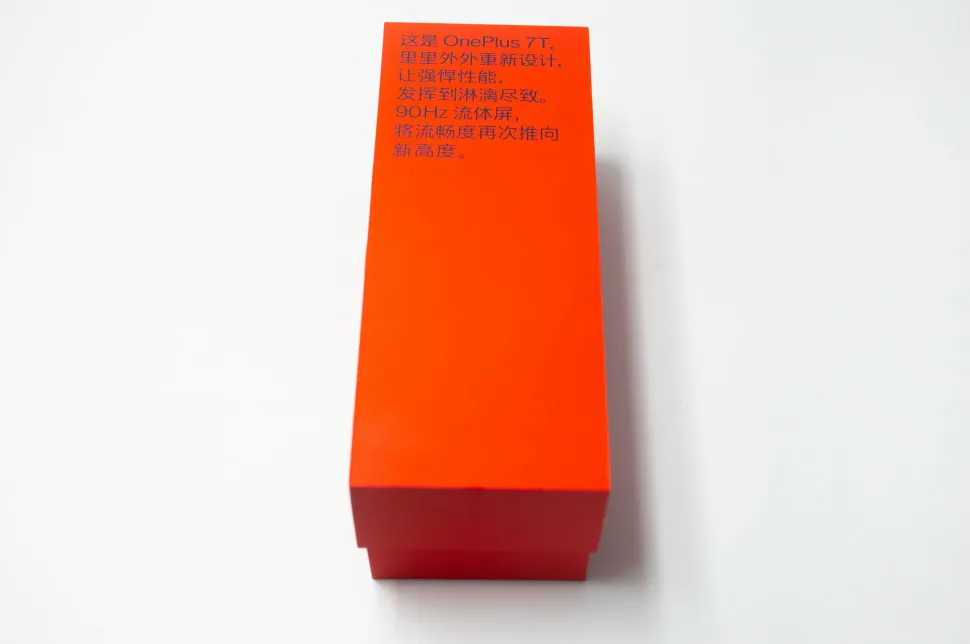 这是 OnePlus 7T,
里里外外重新设计,
让强悍性能,
发挥到淋漓尽致。
90Hz 流体屏,
将流畅度再次推向
新高度。